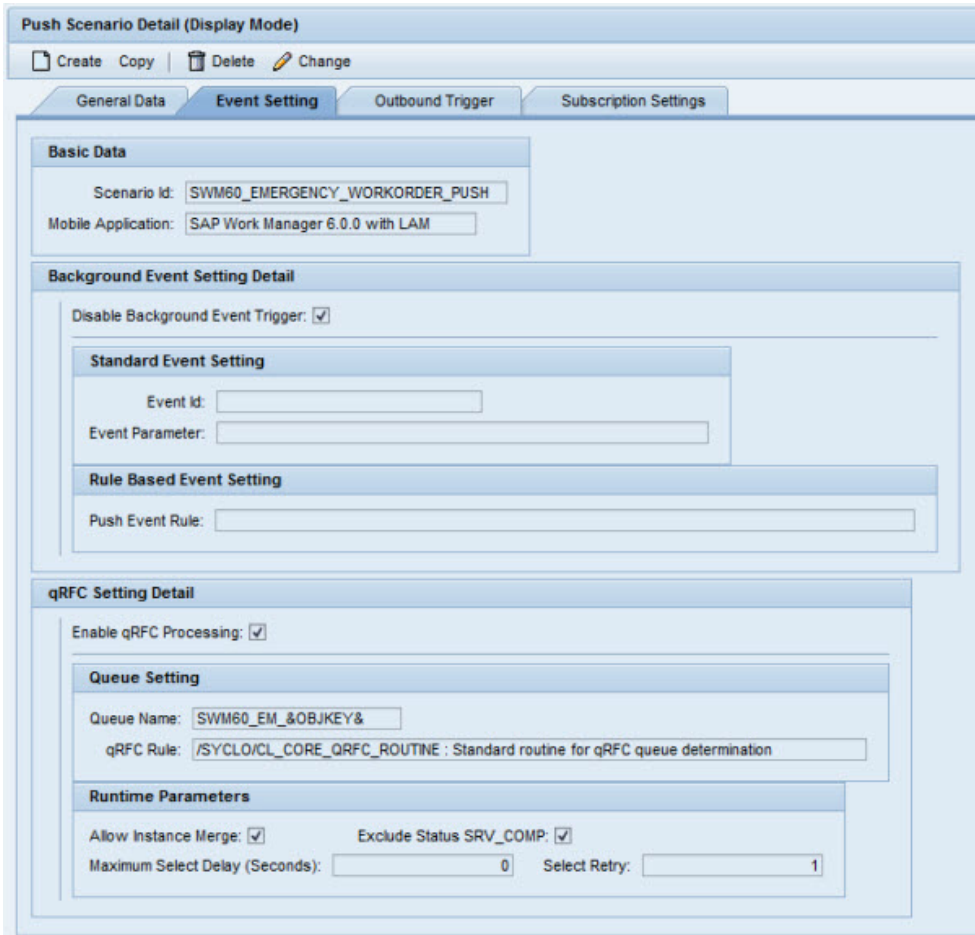 Push Scenario Detail (Display Mode)
Create Copy | Delete Change
General Data Event Setting Outbound Trigger Subscription Settings
Basic Data
Scenario Id: SWM60_EMERGENCY_WORKORDER_PUSH
Mobile Application: SAP Work Manager 6.0.0 with LAM
Background Event Setting Detail
Disable Background Event Trigger:
Standard Event Setting
Event Id:
Event Parameter:
Rule Based Event Setting
Push Event Rule:
qRFC Setting Detail
Enable qRFC Processing:
Queue Setting
Queue Name: SWM60_EM_&OBJKEY&
qRFC Rule: /SYCLO/CL_CORE_QRFC_ROUTINE : Standard routine for qRFC queue determination
Runtime Parameters
Allow Instance Merge: Exclude Status SRV_COMP:
Maximum Select Delay (Seconds): 0 Select Retry: 1